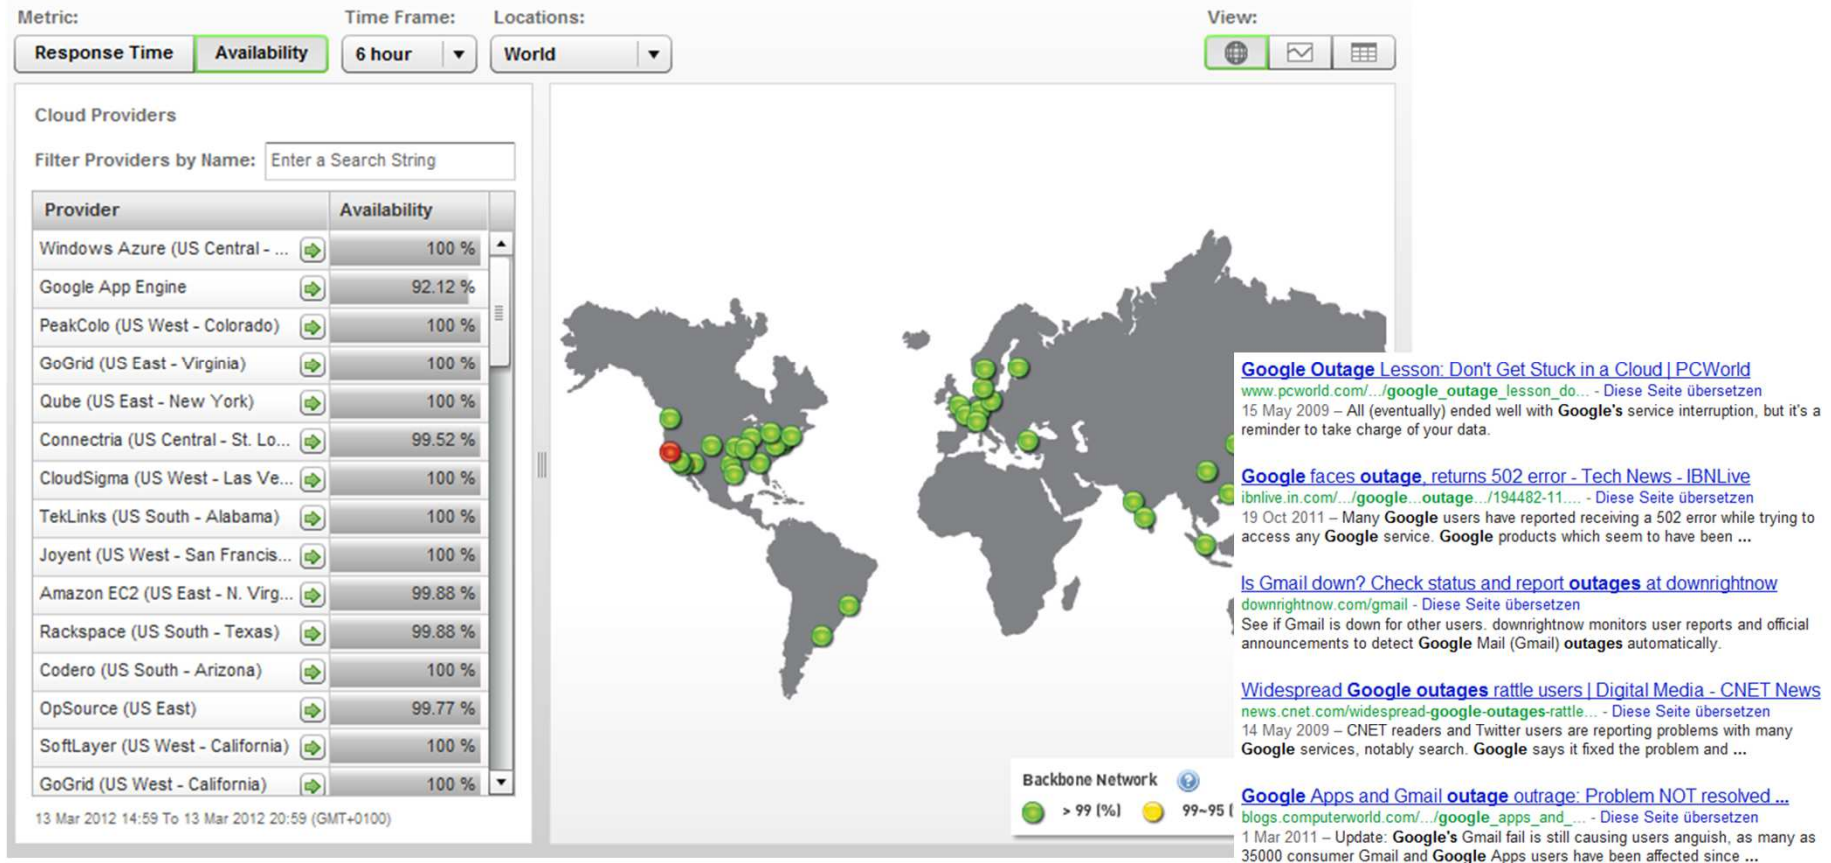 Metric:
Time Frame:
Locations:
View:
Response Time
Availability
6 hour
World
Cloud Providers
Filter Providers by Name:
Enter a Search String
Provider Availability
Windows Azure (US Central - ... 100 %
Google App Engine 92.12 %
PeakColo (US West - Colorado) 100 %
GoGrid (US East - Virginia) 100 %
Qube (US East - New York) 100 %
Connectria (US Central - St. Lo... 99.52 %
CloudSigma (US West - Las Ve... 100 %
TekLinks (US South - Alabama) 100 %
Joyent (US West - San Francis... 100 %
Amazon EC2 (US East - N. Virg... 99.88 %
Rackspace (US South - Texas) 99.88 %
Codero (US South - Arizona) 100 %
OpSource (US East) 99.77 %
SoftLayer (US West - California) 100 %
GoGrid (US West - California) 100 %
13 Mar 2012 14:59 To 13 Mar 2012 20:59 (GMT+0100)
Backbone Network ?
> 99 (%) 99~95 (
Google Outage Lesson: Don't Get Stuck in a Cloud | PCWorld
www.pcworld.com/.../google_outage_lesson_do... - Diese Seite übersetzen
15 May 2009 – All (eventually) ended well with Google's service interruption, but it's a
reminder to take charge of your data.
Google faces outage, returns 502 error - Tech News - IBNLive
ibnlive.in.com/.../google...outage.../194482-11.... - Diese Seite übersetzen
19 Oct 2011 – Many Google users have reported receiving a 502 error while trying to
access any Google service. Google products which seem to have been ...
Is Gmail down? Check status and report outages at downrightnow
downrightnow.com/gmail - Diese Seite übersetzen
See if Gmail is down for other users. downrightnow monitors user reports and official
announcements to detect Google Mail (Gmail) outages automatically.
Widespread Google outages rattle users | Digital Media - CNET News
news.cnet.com/widespread-google-outages-rattle... - Diese Seite übersetzen
14 May 2009 – CNET readers and Twitter users are reporting problems with many
Google services, notably search. Google says it fixed the problem and ...
Google Apps and Gmail outage outrage: Problem NOT resolved ...
blogs.computerworld.com/.../google_apps_and_... - Diese Seite übersetzen
1 Mar 2011 – Update: Google's Gmail fail is still causing users anguish, as many as
35000 consumer Gmail and Google Apps users have been affected since ...